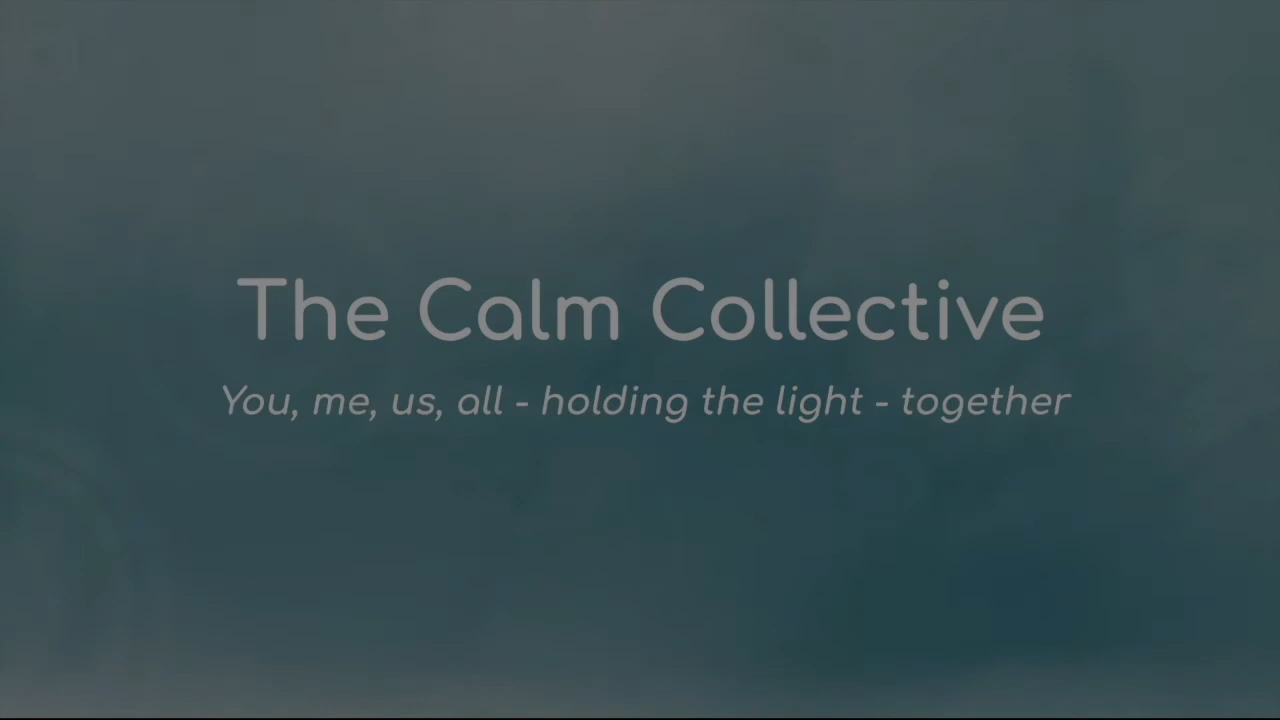 The Calm Collective
You, me, us, all - holding the light - together